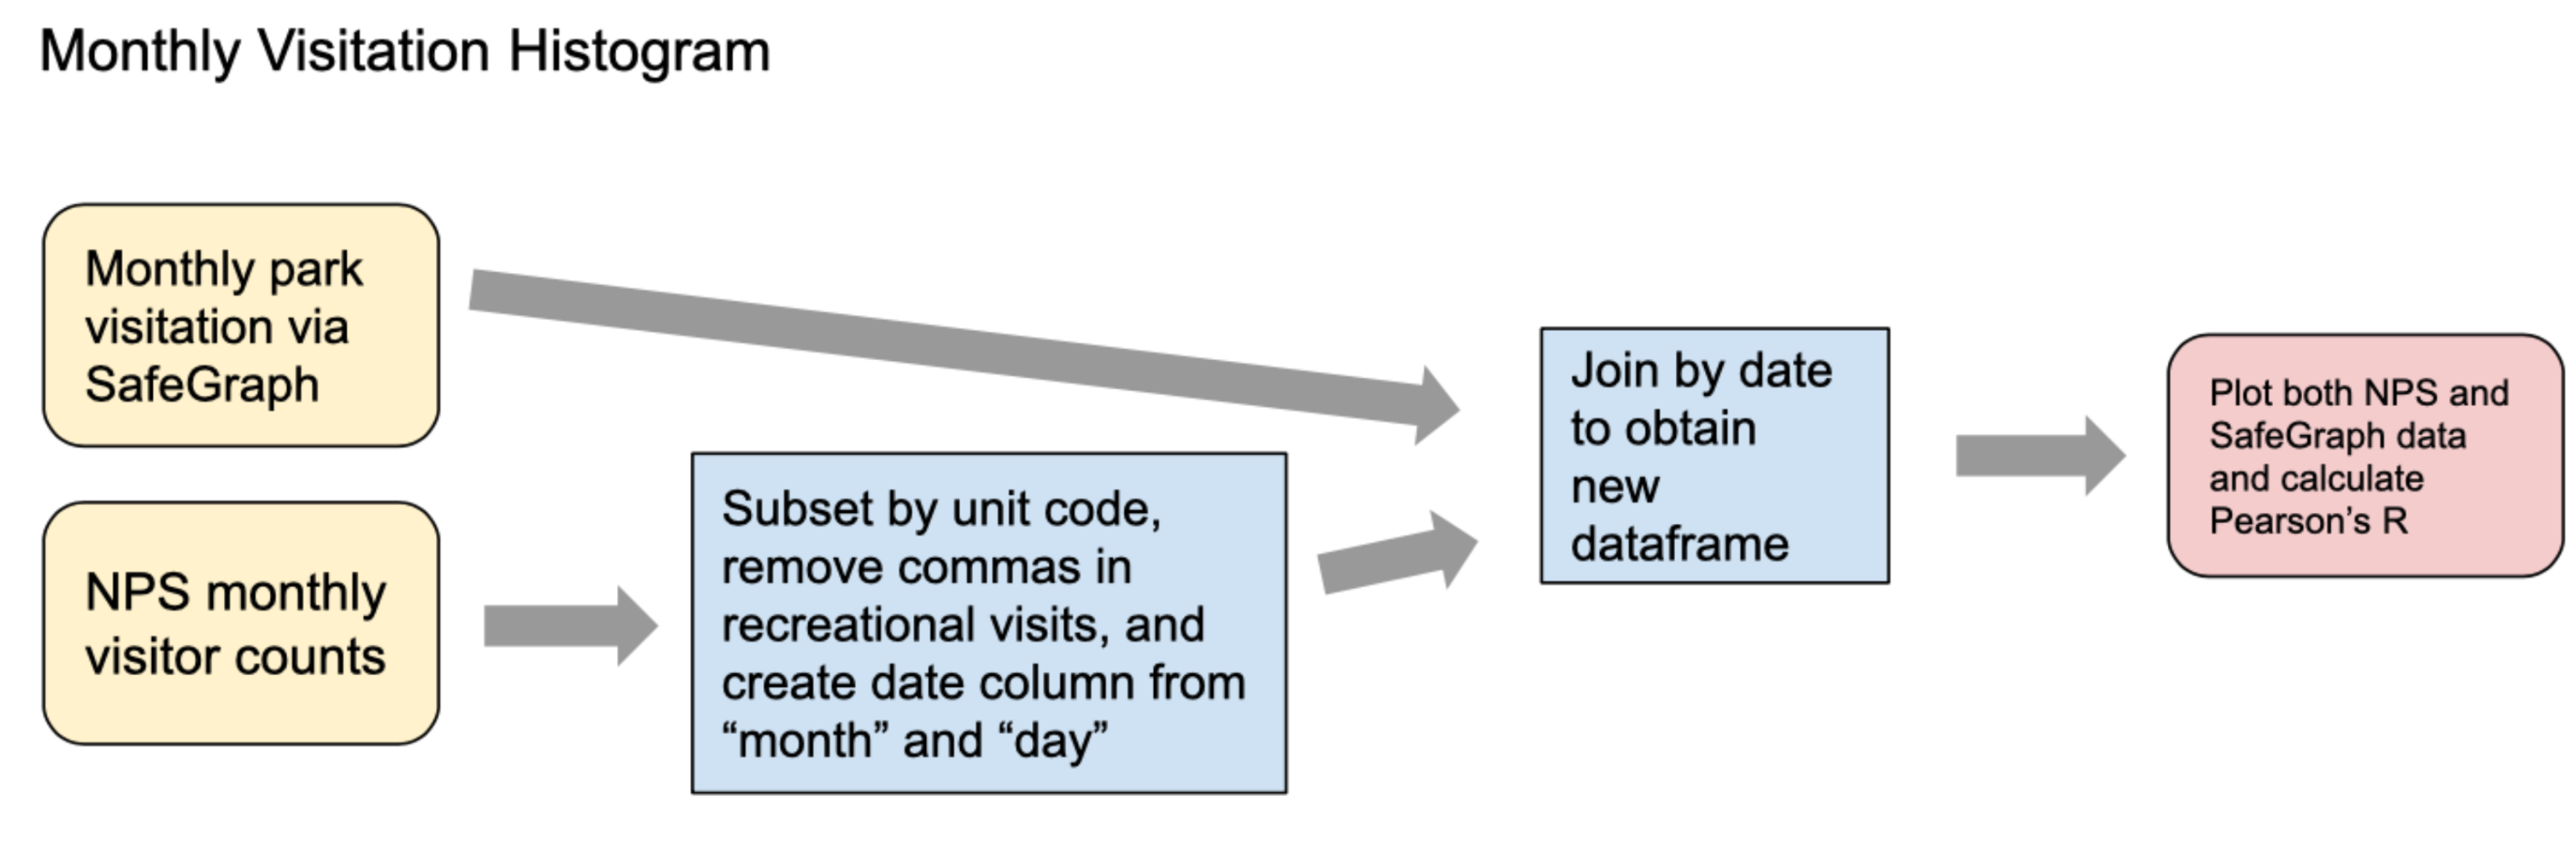 Monthly Visitation Histogram
Monthly park
visitation via
SafeGraph
NPS monthly
visitor counts
Subset by unit code,
remove commas in
recreational visits, and
create date column from
“month” and “day”
Join by date
to obtain
new
dataframe
Plot both NPS and
SafeGraph data
and calculate
Pearson’s R